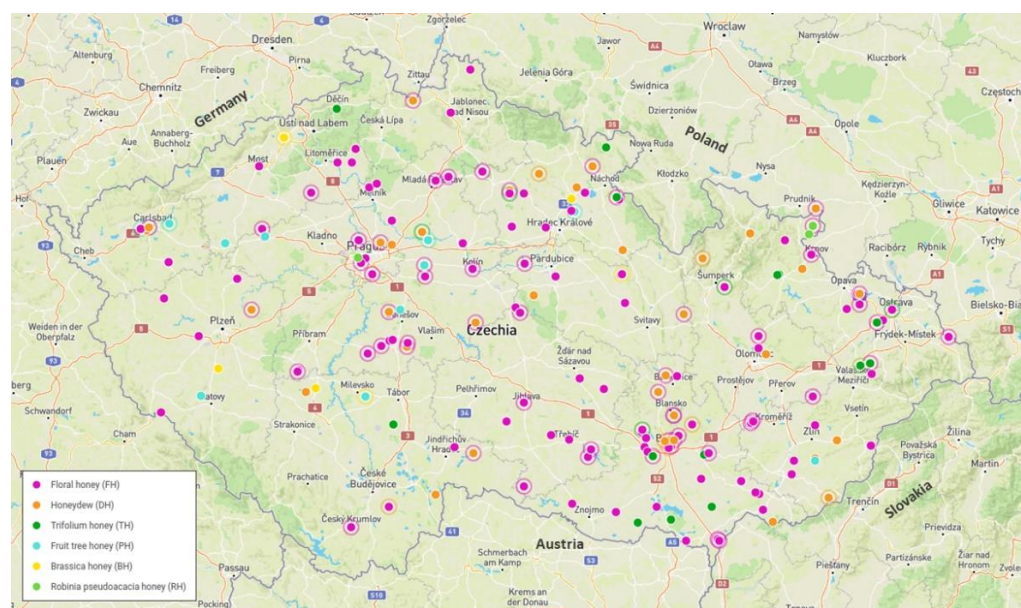 Dresden
Zgorzelec
Wroclaw
Namysłów
Altenburg
Pirna
Jawor
Oława
Kluczbork
Freiberg
Zittau
Jelenia Góra
Brzeg
Chemnitz
Świdnica
Częstoch
Zwickau
Germany
Děčín
Jablonec
nad Nisou
Dzierżoniów
Annaberg-
Buchholz
Ústí nad Labem
Česká Lípa
Opole
Aue
Poland
Nowa Ruda
Plauen
Most
Litoměřice
Nysa
Kędzierzyn-
Koźle
Mělník
Náchod
Kłodzko
Prudnik
Gliwice
Katowice
Hof
Carlsbad
Hradec Králové
Cheb
Kladno
Prague
Krnov
Racibórz
Rybnik
Tychy
Kolín
Pardubice
Šumperk
Opava
Ostrava
Bielsko-Bia
Weiden in der
Oberpfalz
Plzeň
Příbram
Benešov
Vlašim
Czechia
Svitavy
Frýdek-Místek
Olomouc
Žďár nad
Sázavou
Valašské
Meziříčí
Amberg
Milevsko
Tábor
Pelhřimov
Jihlava
Prostějov
Přerov
Blansko
Klatovy
Schwandorf
Strakonice
Kroměříž
Vsetín
Cham
Jindřichův
Hradec
Třebíč
Zlín
Považská
Bystrica
Žilina
Prachatice
České
Budějovice
Martin
Trenčín
Slovakia
Český Krumlov
Znojmo
Prievidza
Austria
Passau
Schmerbach
am Kamp
Piešťany
Partizánske
Žiar nad
Hronom
Pocking
Krems an
der Donau
Floral honey (FH)
Honeydew (DH)
Trifolium honey (TH)
Fruit tree honey (PH)
Brassica honey (BH)
Robinia pseudoacacia honey (RH)